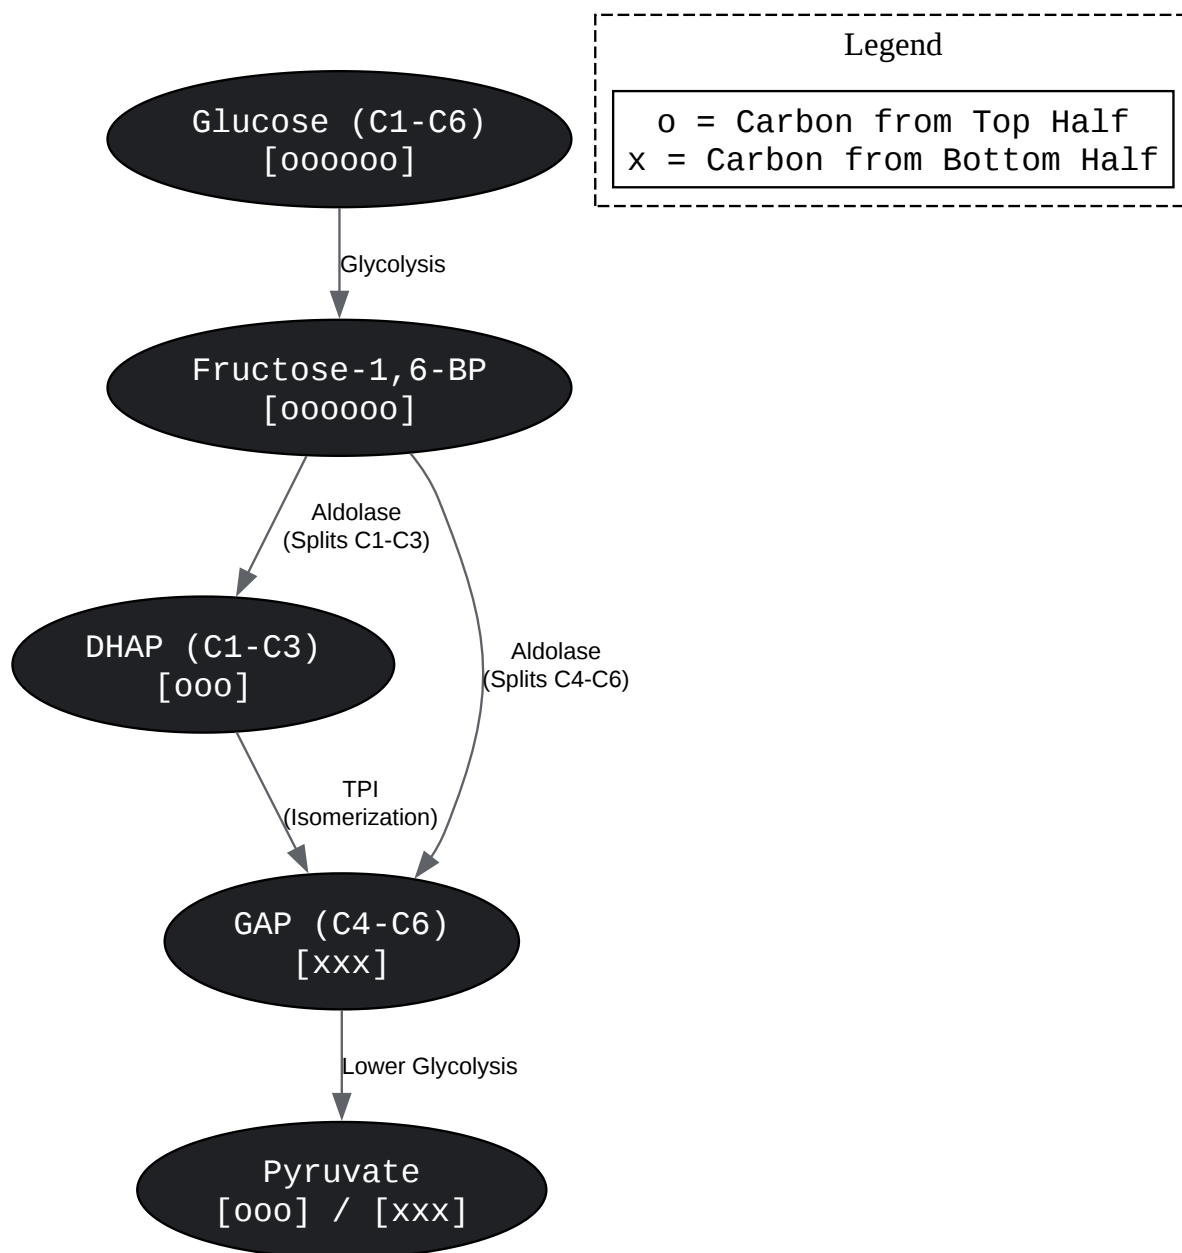 Legend
o = Carbon from Top Half
x = Carbon from Bottom Half
Glucose (C1-C6)
[oooooo]
Glycolysis
Fructose-1,6-BP
[oooooo]
Aldolase
(Splits C1-C3)
DHAP (C1-C3)
[ooo]
Aldolase
(Splits C4-C6)
TPI
(Isomerization)
GAP (C4-C6)
[xxx]
Lower Glycolysis
Pyruvate
[ooo] / [xxx]